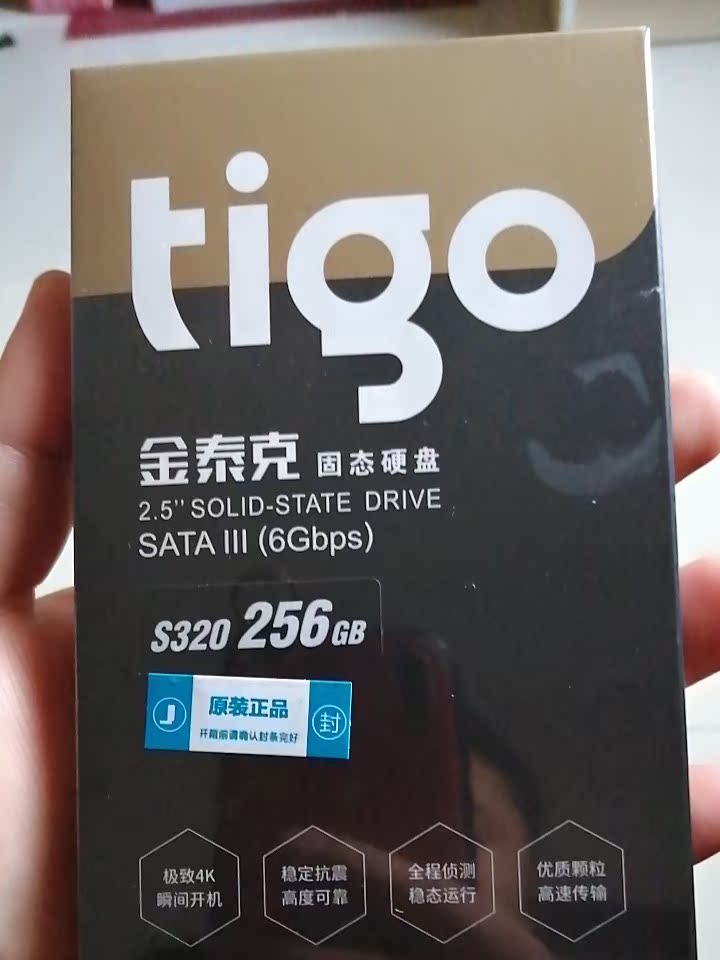 tigo
金泰克 固态硬盘
2.5" SOLID-STATE DRIVE
SATA III (6Gbps)
S320 256GB
J 原装正品 封
开箱前请确认封条完好
极致4K
瞬间开机
稳定抗震
高度可靠
全程侦测
稳态运行
优质颗粒
高速传输